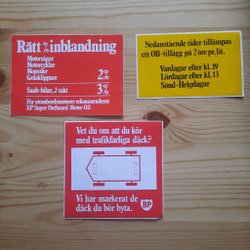 Rätt % inblandning
Motorsågar
Motorcyklar
Mopeder
Gräsklippare 2%
Saab-bilar, 2-takt 3%
För utombordsmotorer rekommenderas
BP Super Outboard Motor Oil
Nedanstående tider tillämpas
en OB-tillägg på 2 öre pr. lit.
Vardagar efter kl. 19
Lördagar efter kl. 13
Sönd-Helgdagar
Vet du om att du kör
med trafikfarliga däck?
Vi har markerat de
däck du bör byta.
BP